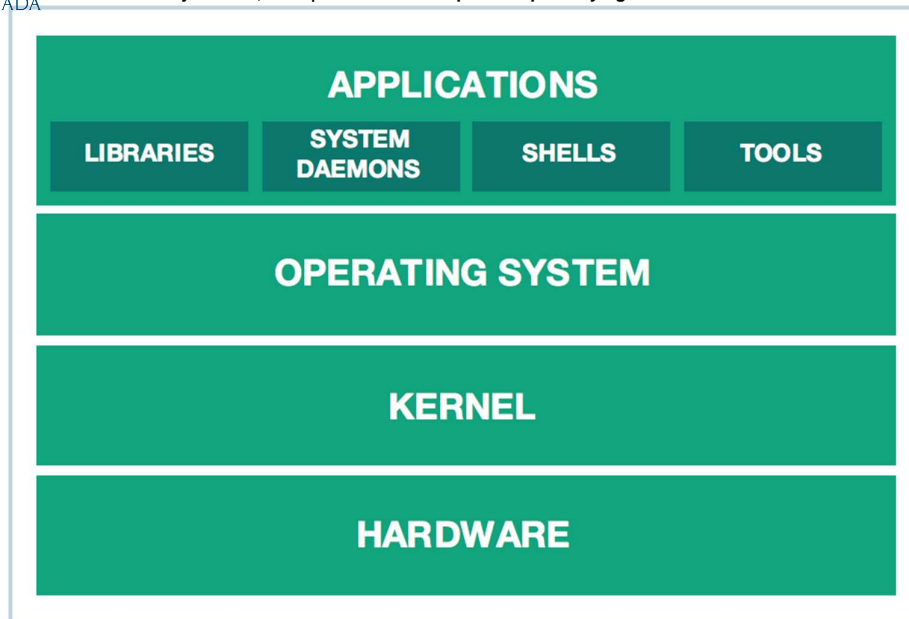 ADA
APPLICATIONS
LIBRARIES
SYSTEM
DAEMONS
SHELLS
TOOLS
OPERATING SYSTEM
KERNEL
HARDWARE